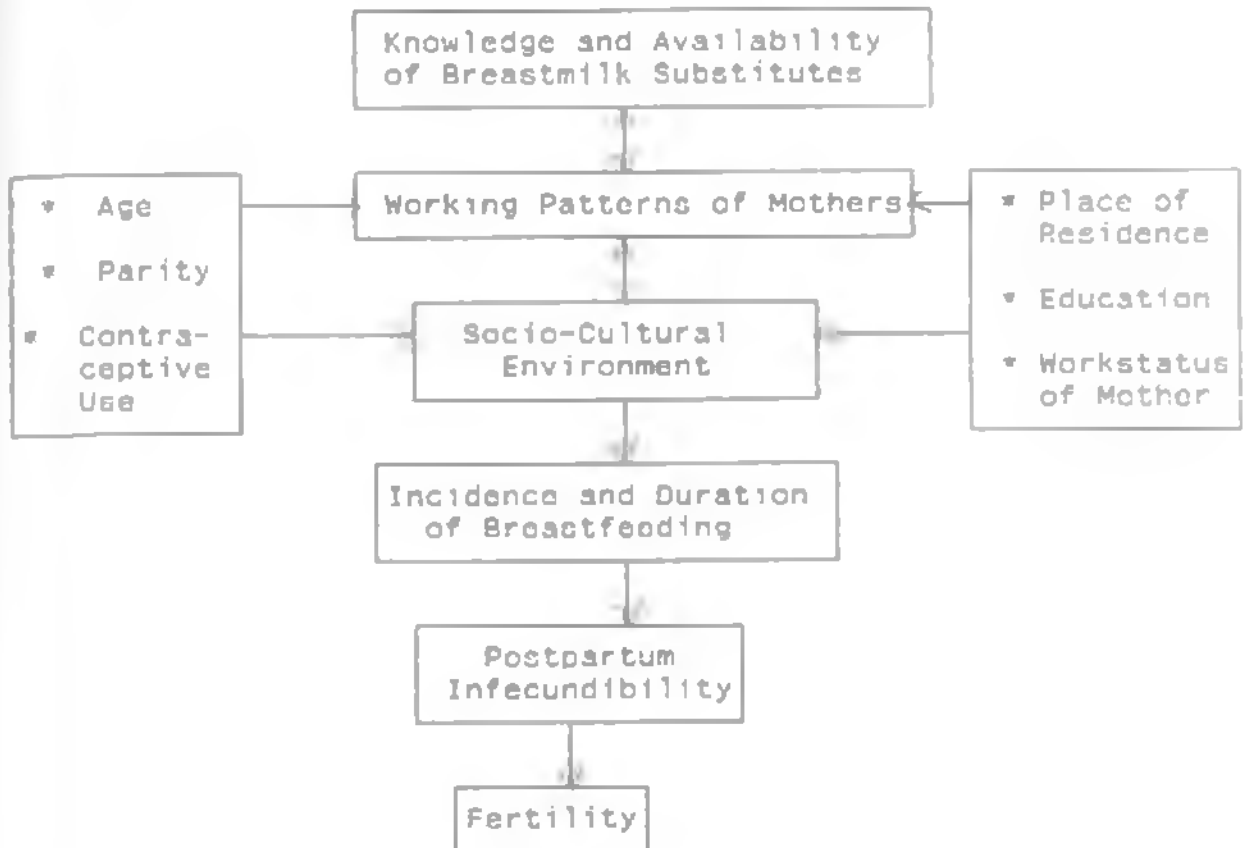 Knowledge and Availability
of Breastmilk Substitutes
* Age
* Parity
* Contra-
ceptive
Use
Working Patterns of Mothers
Socio-Cultural
Environment
* Place of
Residence
* Education
* Workstatus
of Mother
Incidence and Duration
of Breastfeeding
Postpartum
Infecundibility
Fertility